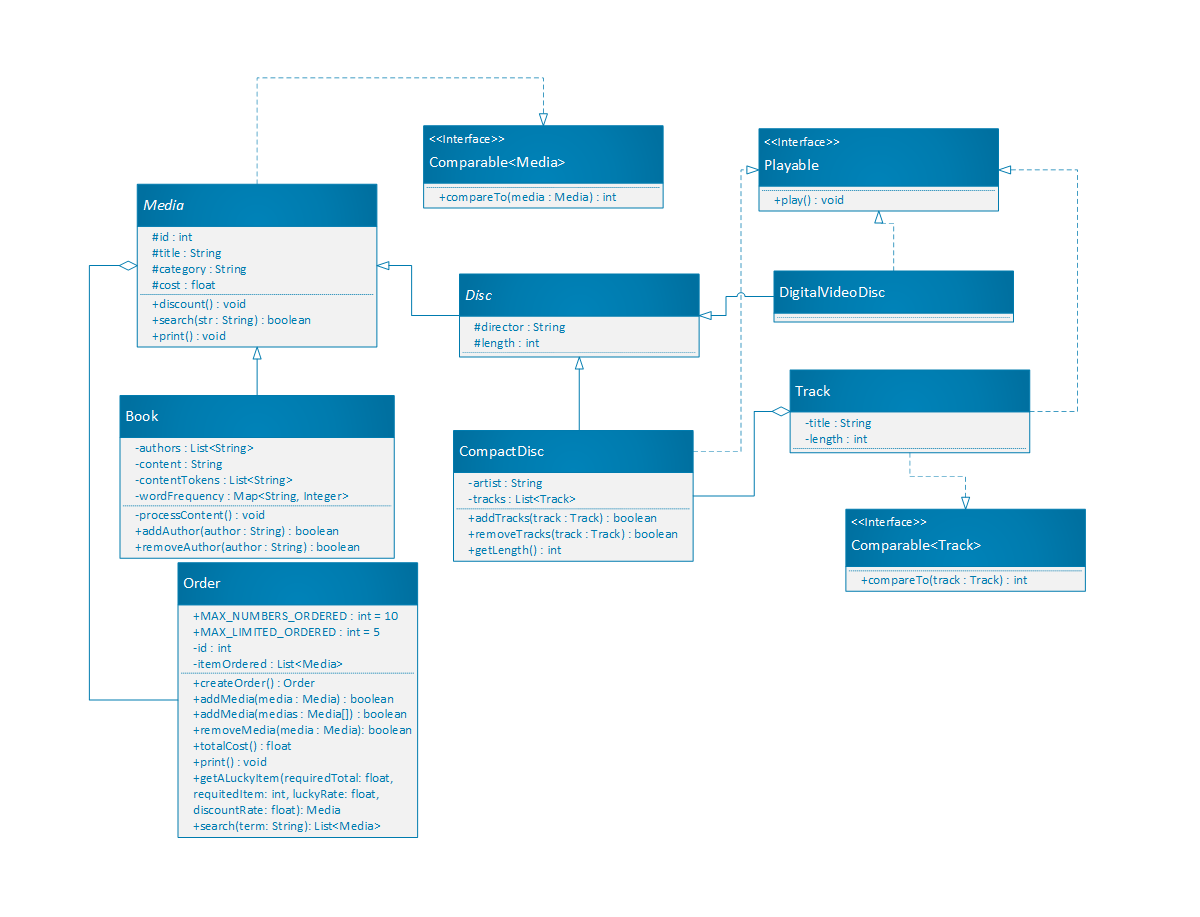 <<Interface>>
Comparable<Media>
+compareTo(media : Media) : int
<<Interface>>
Playable
+play() : void
Media
#id : int
#title : String
#category : String
#cost : float
+discount() : void
+search(str : String) : boolean
+print() : void
Disc
#director : String
#length : int
DigitalVideoDisc
Track
-title : String
-length : int
Book
-authors : List<String>
-content : String
-contentTokens : List<String>
-wordFrequency : Map<String, Integer>
-processContent() : void
+addAuthor(author : String) : boolean
+removeAuthor(author : String) : boolean
CompactDisc
-artist : String
-tracks : List<Track>
+addTracks(track : Track) : boolean
+removeTracks(track : Track) : boolean
+getLength() : int
<<Interface>>
Comparable<Track>
+compareTo(track : Track) : int
Order
+MAX_NUMBERS_ORDERED : int = 10
+MAX_LIMITED_ORDERED : int = 5
-id : int
-itemOrdered : List<Media>
+createOrder() : Order
+addMedia(media : Media) : boolean
+addMedia(medias : Media[]) : boolean
+removeMedia(media : Media): boolean
+totalCost() : float
+print() : void
+getALuckyItem(requiredTotal: float,
requitedItem: int, luckyRate: float,
discountRate: float): Media
+search(term: String): List<Media>